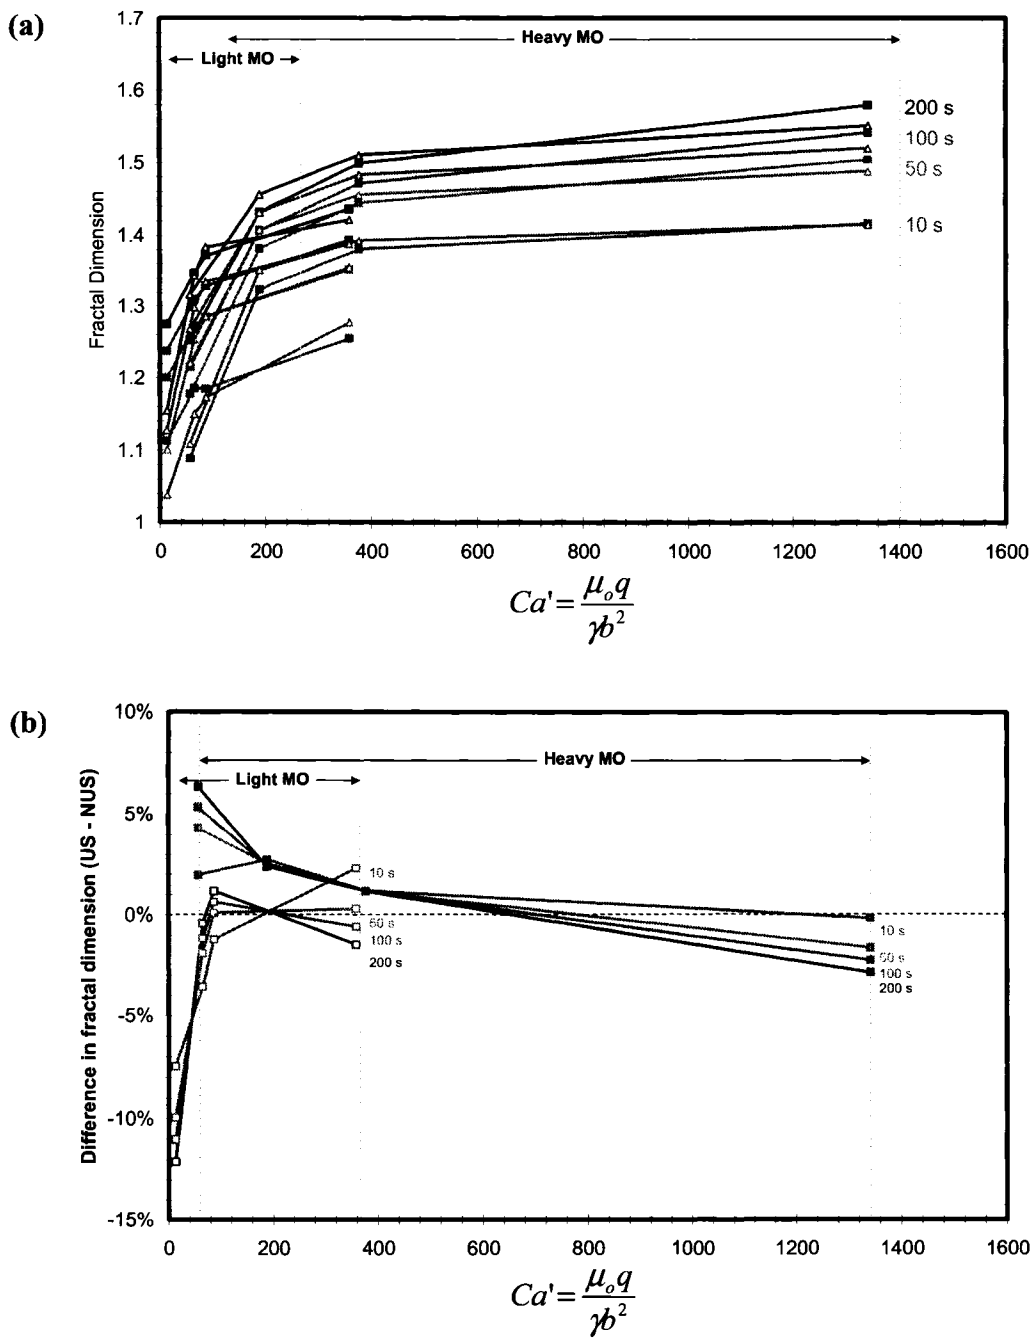 (a)
1.7
Heavy MO
Light MO
1.6
200 s
100 s
1.5
50 s
1.4
10 s
Fractal Dimension
1.3
1.2
1.1
1
0 200 400 600 800 1000 1200 1400 1600
Ca' = μ_o q / γb²
(b)
10%
Heavy MO
Light MO
5%
10 s
0%
50 s
100 s
200 s
10 s
50 s
100 s
200 s
Difference in fractal dimension (US - NUS)
-5%
-10%
-15%
0 200 400 600 800 1000 1200 1400 1600
Ca' = μ_o q / γb²